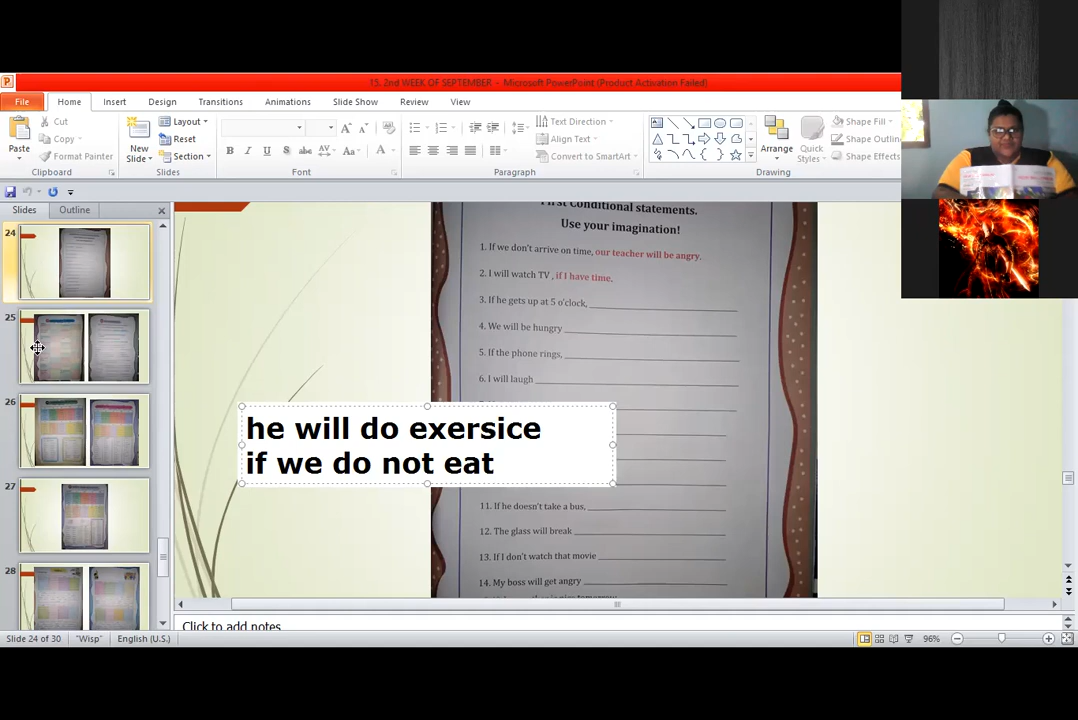 15. 2nd WEEK OF SEPTEMBER - Microsoft PowerPoint (Product Activation Failed)
File Home Insert Design Transitions Animations Slide Show Review View
Paste
Cut
Copy
Format Painter
Clipboard
New Slide
Layout
Reset
Section
Slides
B I U S abc AV Aa A
Font
Paragraph
Text Direction
Align Text
Convert to SmartArt
Arrange
Quick Styles
Shape Fill
Shape Outlin
Shape Effects
Drawing
Slides Outline
24
25
26
27
28
First Conditional statements.
Use your imagination!
1. If we don't arrive on time, our teacher will be angry.
2. I will watch TV , if I have time.
3. If he gets up at 5 o'clock,
4. We will be hungry
5. If the phone rings,
6. I will laugh
he will do exersice
if we do not eat
11. If he doesn't take a bus,
12. The glass will break
13. If I don't watch that movie
14. My boss will get angry
Click to add notes
Slide 24 of 30 "Wisp" English (U.S.) 96%